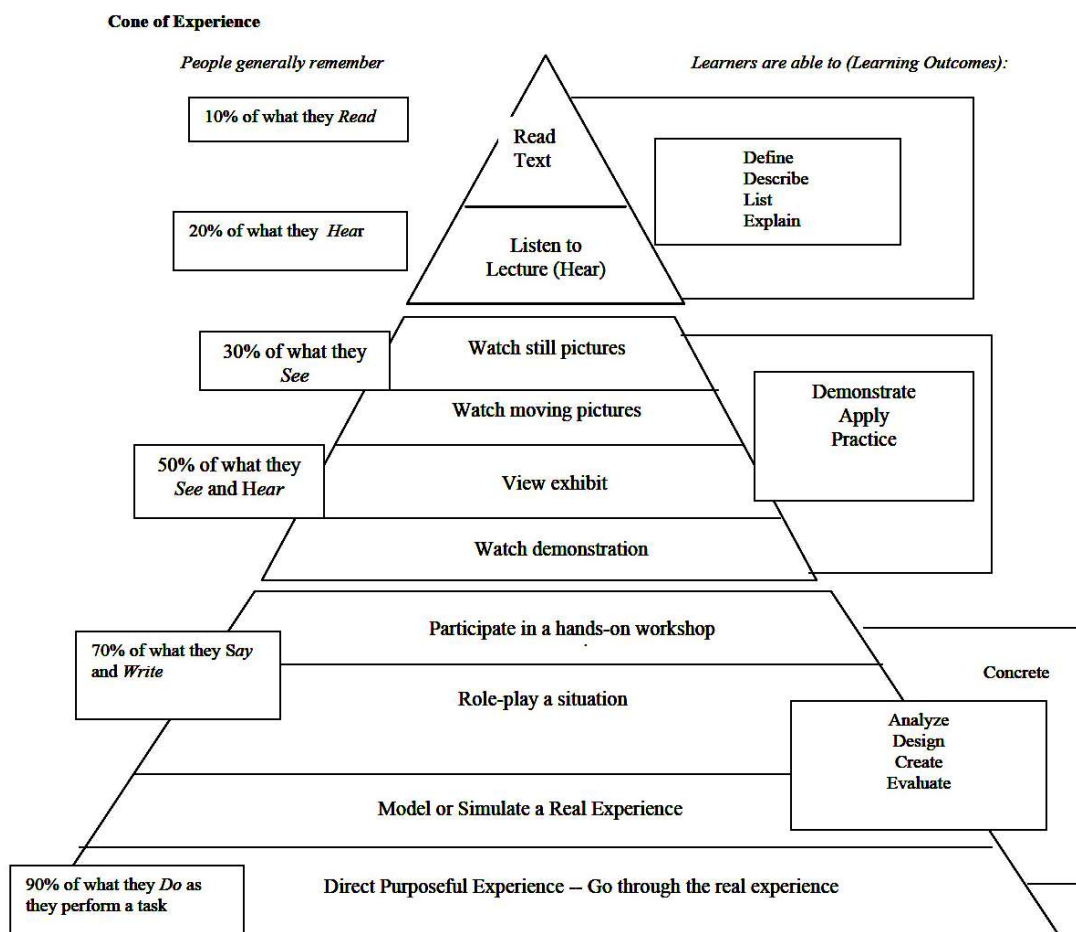 Cone of Experience
People generally remember
Learners are able to (Learning Outcomes):
10% of what they Read
Read
Text
Define
Describe
List
Explain
20% of what they Hear
Listen to
Lecture (Hear)
30% of what they
See
Watch still pictures
Watch moving pictures
Demonstrate
Apply
Practice
50% of what they
See and Hear
View exhibit
Watch demonstration
Participate in a hands-on workshop
70% of what they Say
and Write
Role-play a situation
Concrete
Analyze
Design
Create
Evaluate
Model or Simulate a Real Experience
90% of what they Do as
they perform a task
Direct Purposeful Experience -- Go through the real experience